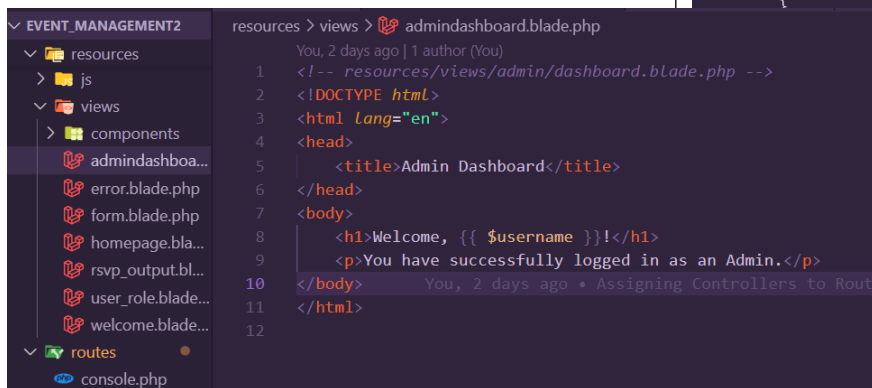 {
EVENT_MANAGEMENT2
resources
js
views
components
admindashboa...
error.blade.php
form.blade.php
homepage.bla...
rsvp_output.bl...
user_role.blade...
welcome.blade...
routes
console.php
resources > views > admindashboard.blade.php
You, 2 days ago | 1 author (You)
1 <!-- resources/views/admin/dashboard.blade.php -->
2 <!DOCTYPE html>
3 <html lang="en">
4 <head>
5 <title>Admin Dashboard</title>
6 </head>
7 <body>
8 <h1>Welcome, {{ $username }}!</h1>
9 <p>You have successfully logged in as an Admin.</p>
10 </body> You, 2 days ago • Assigning Controllers to Rout
11 </html>
12